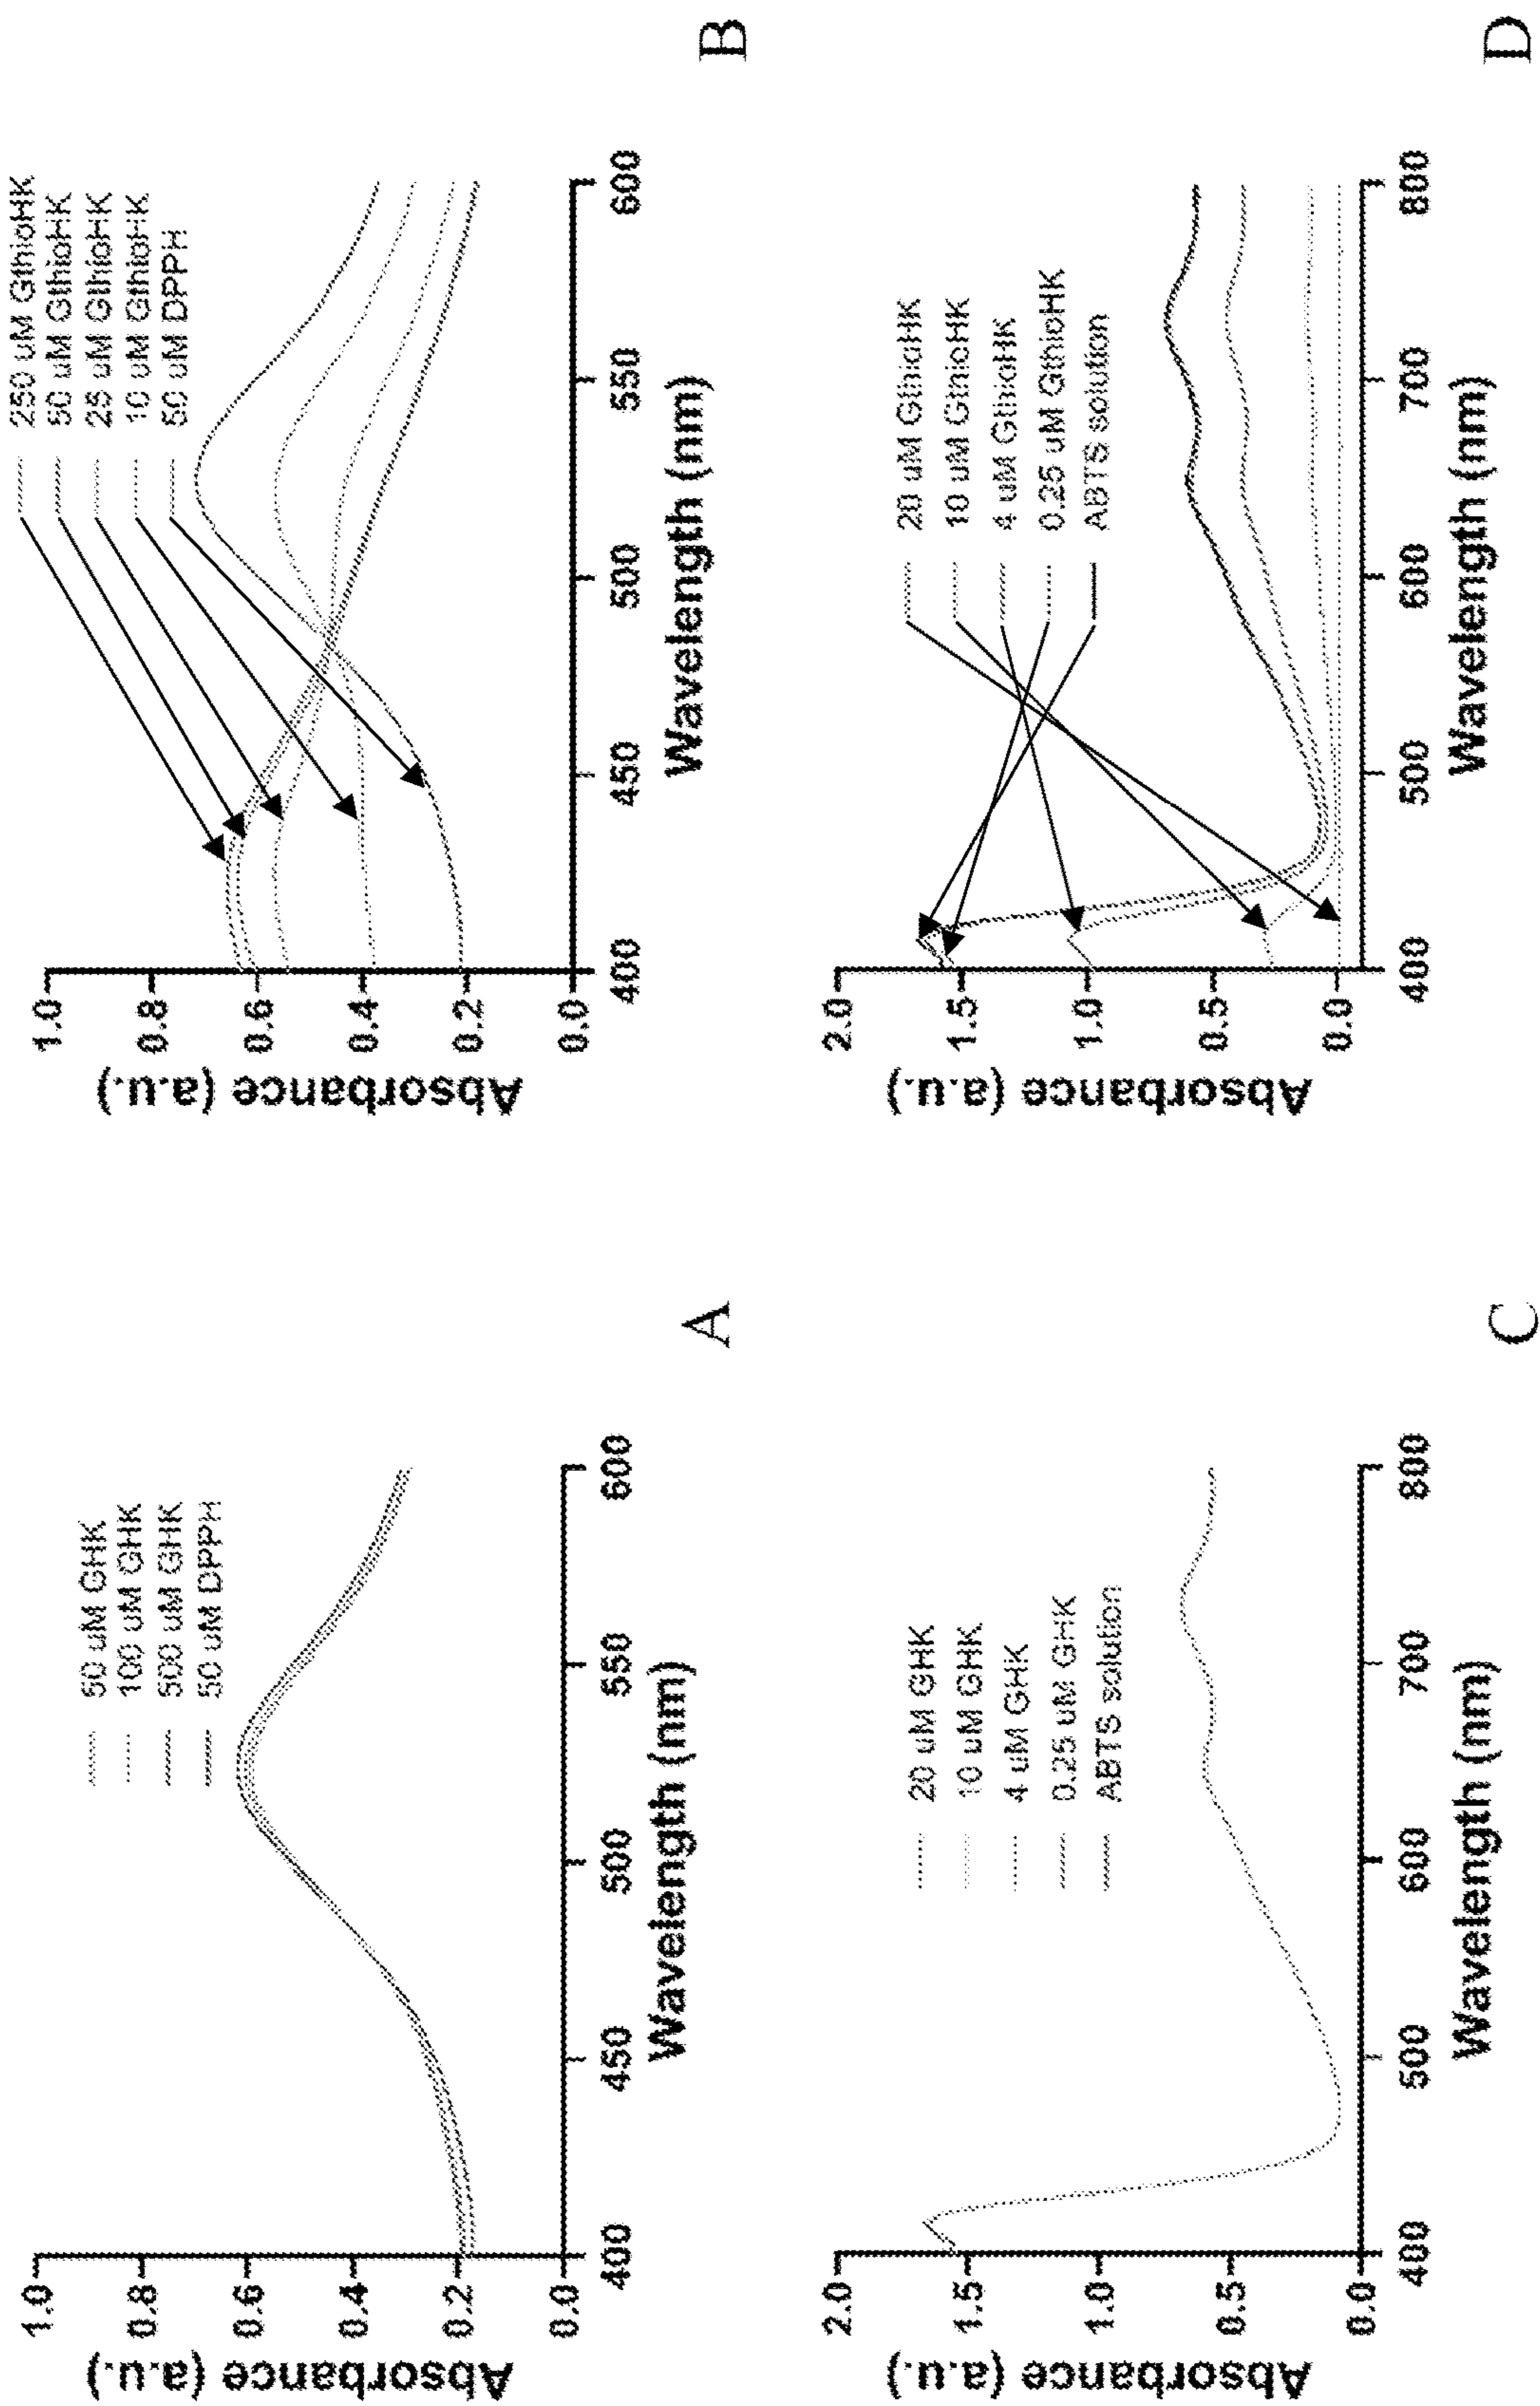 50 uM GHK
100 uM GHK
500 uM GHK
50 uM DPPH
Absorbance (a.u.)
1.0
0.8
0.6
0.4
0.2
0.0
400
450
500
550
600
Wavelength (nm)
A
250 uM GthioHK
50 uM GthioHK
25 uM GthioHK
10 uM GthioHK
50 uM DPPH
Absorbance (a.u.)
1.0
0.8
0.6
0.4
0.2
0.0
400
450
500
550
600
Wavelength (nm)
B
20 uM GHK
10 uM GHK
4 uM GHK
0.25 uM GHK
ABTS solution
Absorbance (a.u.)
2.0
1.5
1.0
0.5
0.0
400
500
600
700
800
Wavelength (nm)
C
20 uM GthioHK
10 uM GthioHK
4 uM GthioHK
0.25 uM GthioHK
ABTS solution
Absorbance (a.u.)
2.0
1.5
1.0
0.5
0.0
400
500
600
700
800
Wavelength (nm)
D